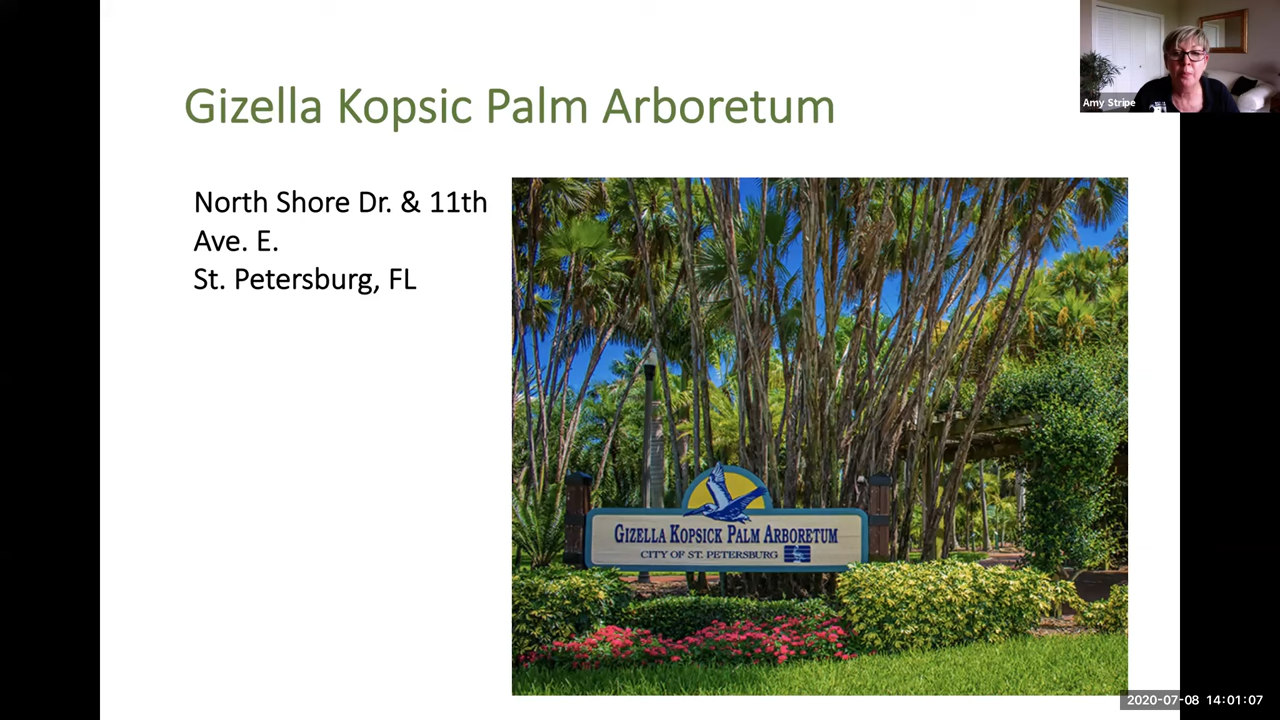 Gizella Kopsic Palm Arboretum
Amy Stripe
North Shore Dr. & 11th
Ave. E.
St. Petersburg, FL
GIZELLA KOPSICK PALM ARBORETUM
CITY OF ST. PETERSBURG
2020-07-08 14:01:07